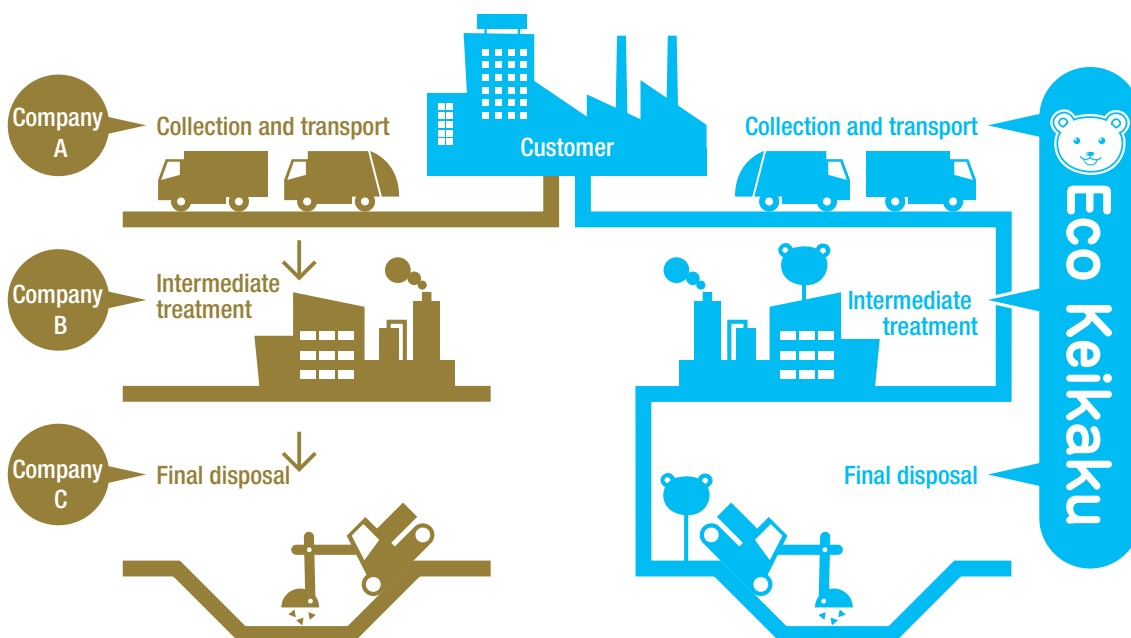 Company
A
Collection and transport
Customer
Collection and transport
Eco Keikaku
Company
B
Intermediate
treatment
Intermediate
treatment
Company
C
Final disposal
Final disposal